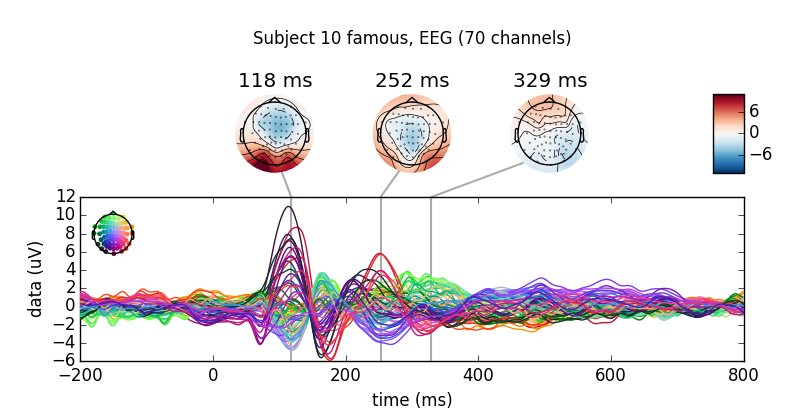 Subject 10 famous, EEG (70 channels)
118 ms 252 ms 329 ms
6
0
−6
12
10
8
6
4
2
0
−2
−4
−6
data (uV)
−200 0 200 400 600 800
time (ms)